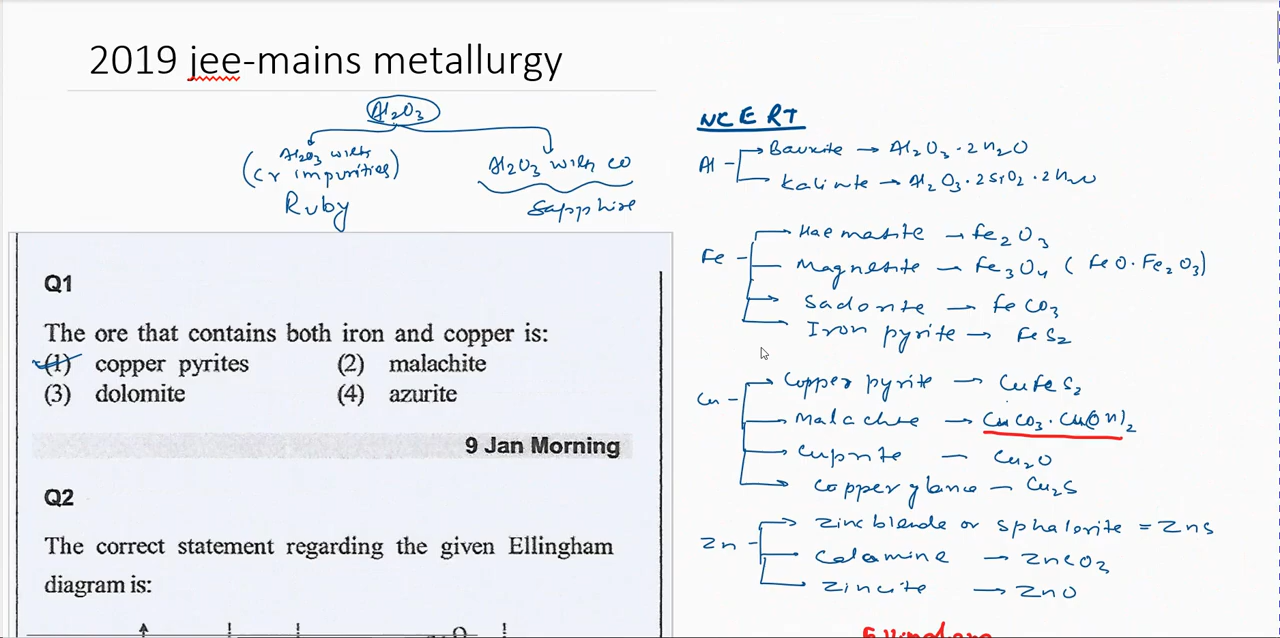 2019 jee-mains metallurgy
Al2O3
Al2O3 with
(Cr impurities)
Ruby
Al2O3 with CO
Sapphire
Q1
The ore that contains both iron and copper is:
(1) copper pyrites (2) malachite
(3) dolomite (4) azurite
9 Jan Morning
Q2
The correct statement regarding the given Ellingham
diagram is:
NCERT
Al
Bauxite → Al2O3·2H2O
Kalinite → Al2O3·2SiO2·2H2O
Fe
Haematite → Fe2O3
Magnesite – Fe3O4 (FeO·Fe2O3)
Sadorite – FeCO3
Iron pyrite → FeS2
Cu
Copper pyrite → CuFeS2
Malachite → CuCO3·Cu(OH)2
Cuprite – Cu2O
Copper glance – Cu2S
Zn
Zinc blende or sphalerite = ZnS
Calamine → ZnCO3
Zincite → ZnO